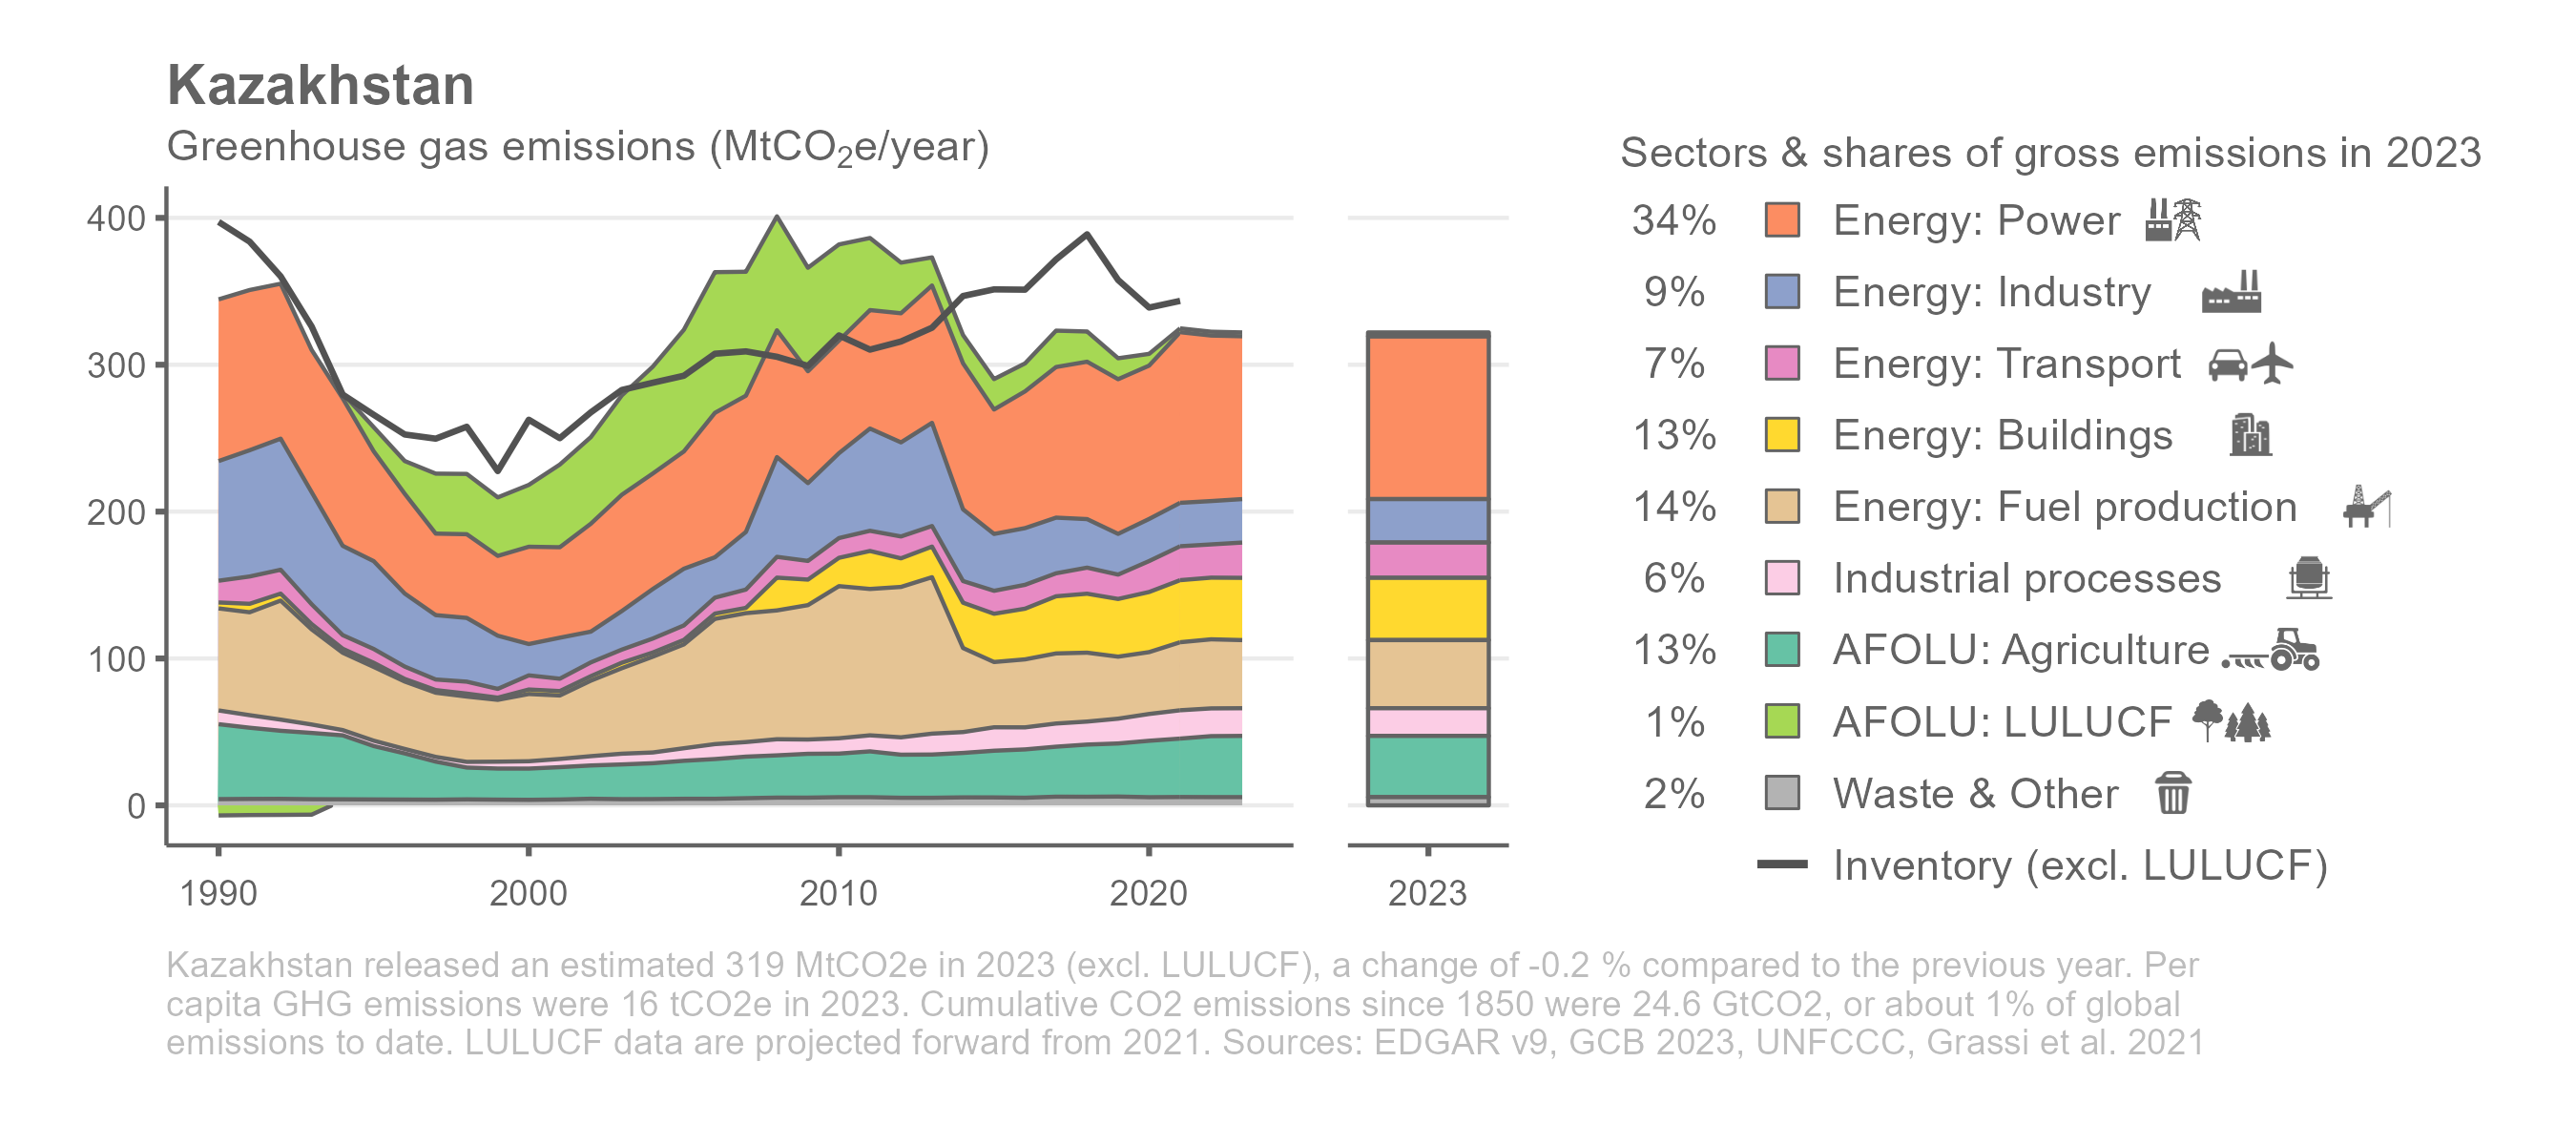 Kazakhstan
Greenhouse gas emissions (MtCO₂e/year)
400
300
200
100
0
1990
2000
2010
2020
2023
Sectors & shares of gross emissions in 2023
34% Energy: Power
9% Energy: Industry
7% Energy: Transport
13% Energy: Buildings
14% Energy: Fuel production
6% Industrial processes
13% AFOLU: Agriculture
1% AFOLU: LULUCF
2% Waste & Other
Inventory (excl. LULUCF)
Kazakhstan released an estimated 319 MtCO2e in 2023 (excl. LULUCF), a change of -0.2 % compared to the previous year. Per
capita GHG emissions were 16 tCO2e in 2023. Cumulative CO2 emissions since 1850 were 24.6 GtCO2, or about 1% of global
emissions to date. LULUCF data are projected forward from 2021. Sources: EDGAR v9, GCB 2023, UNFCCC, Grassi et al. 2021